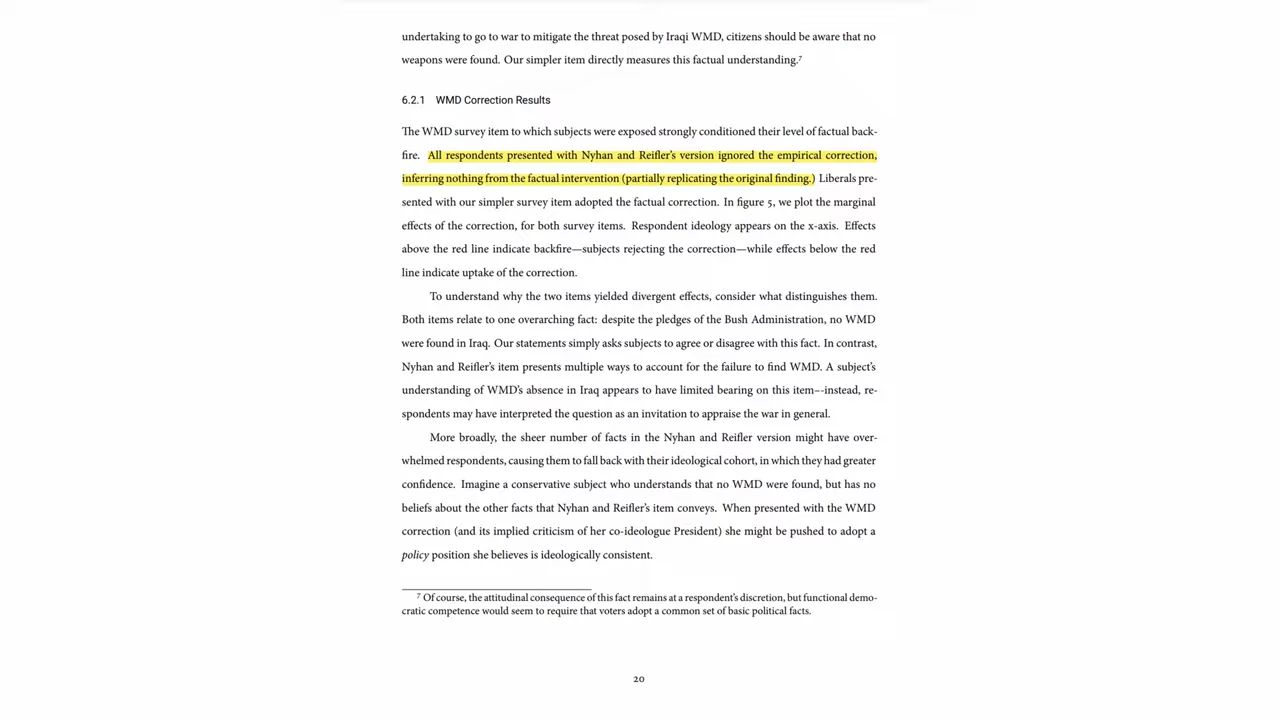 undertaking to go to war to mitigate the threat posed by Iraqi WMD, citizens should be aware that no
weapons were found. Our simpler item directly measures this factual understanding.⁷
6.2.1 WMD Correction Results
The WMD survey item to which subjects were exposed strongly conditioned their level of factual back-
fire. All respondents presented with Nyhan and Reifler's version ignored the empirical correction,
inferring nothing from the factual intervention (partially replicating the original finding.) Liberals pre-
sented with our simpler survey item adopted the factual correction. In figure 5, we plot the marginal
effects of the correction, for both survey items. Respondent ideology appears on the x-axis. Effects
above the red line indicate backfire—subjects rejecting the correction—while effects below the red
line indicate uptake of the correction.
To understand why the two items yielded divergent effects, consider what distinguishes them.
Both items relate to one overarching fact: despite the pledges of the Bush Administration, no WMD
were found in Iraq. Our statements simply asks subjects to agree or disagree with this fact. In contrast,
Nyhan and Reifler's item presents multiple ways to account for the failure to find WMD. A subject's
understanding of WMD's absence in Iraq appears to have limited bearing on this item–-instead, re-
spondents may have interpreted the question as an invitation to appraise the war in general.
More broadly, the sheer number of facts in the Nyhan and Reifler version might have over-
whelmed respondents, causing them to fall back with their ideological cohort, in which they had greater
confidence. Imagine a conservative subject who understands that no WMD were found, but has no
beliefs about the other facts that Nyhan and Reifler's item conveys. When presented with the WMD
correction (and its implied criticism of her co-ideologue President) she might be pushed to adopt a
policy position she believes is ideologically consistent.
⁷ Of course, the attitudinal consequence of this fact remains at a respondent's discretion, but functional demo-
cratic competence would seem to require that voters adopt a common set of basic political facts.
20